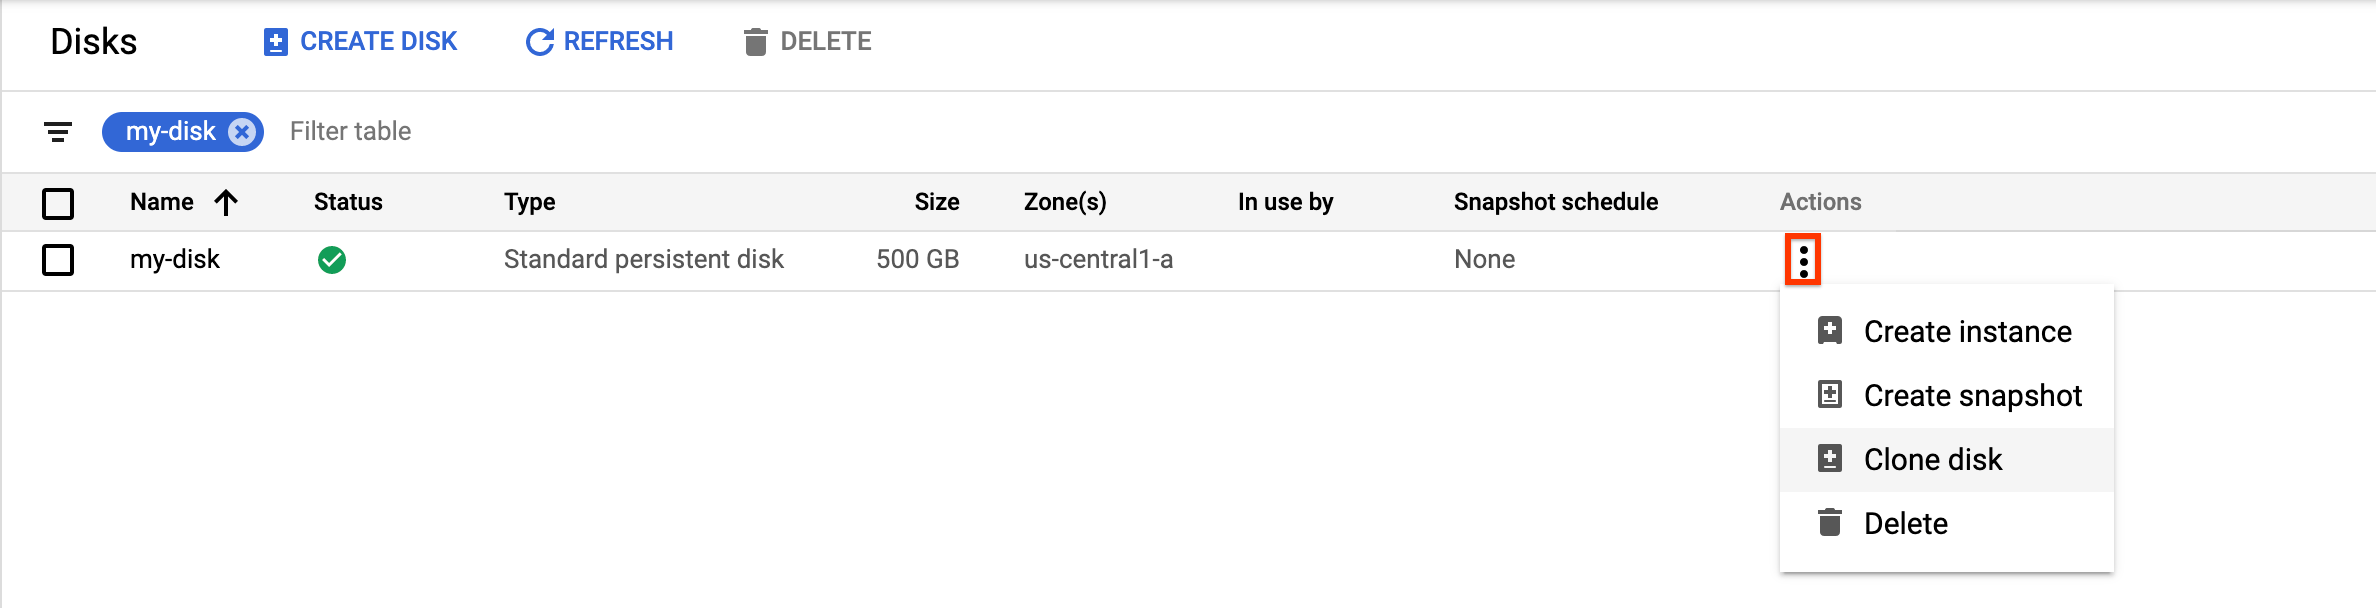 Disks CREATE DISK REFRESH DELETE
my-disk Filter table
Name Status Type Size Zone(s) In use by Snapshot schedule Actions
my-disk Standard persistent disk 500 GB us-central1-a None
Create instance
Create snapshot
Clone disk
Delete